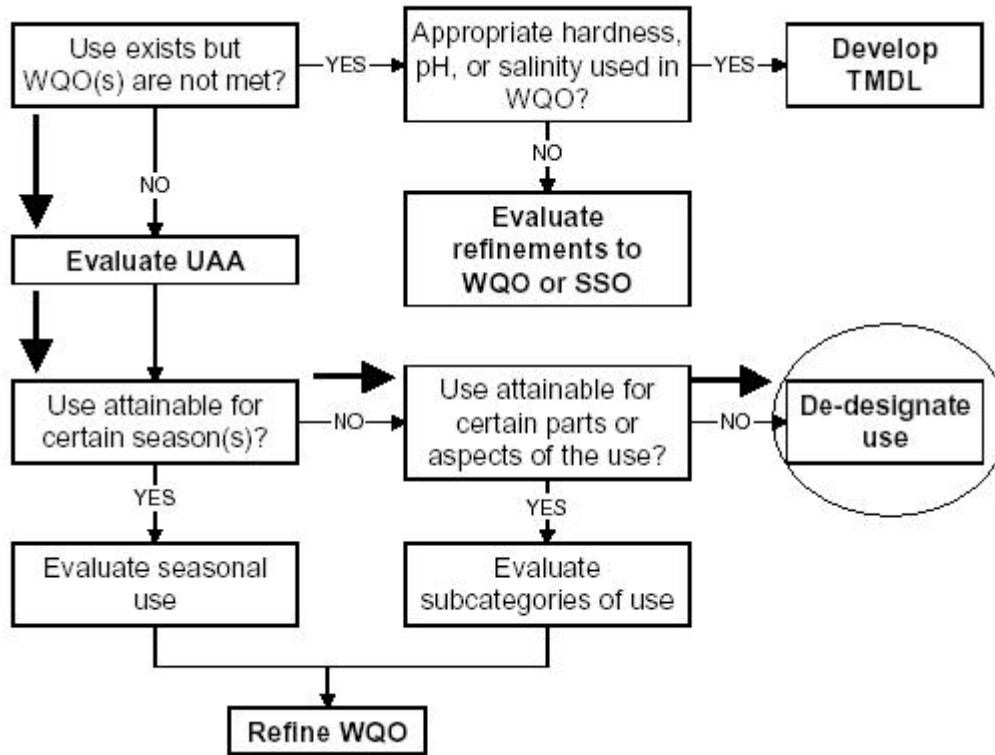 Use exists but
WQO(s) are not met?
YES
Appropriate hardness,
pH, or salinity used in
WQO?
YES
Develop
TMDL
NO
NO
Evaluate
refinements to
WQO or SSO
Evaluate UAA
Use attainable for
certain season(s)?
NO
Use attainable for
certain parts or
aspects of the use?
NO
De-designate
use
YES
YES
Evaluate seasonal
use
Evaluate
subcategories of use
Refine WQO